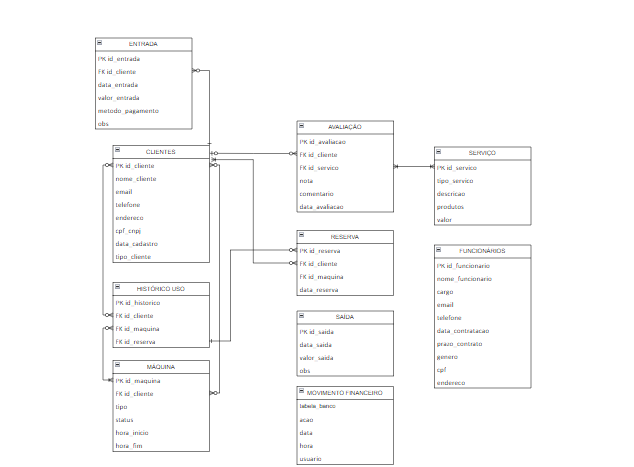 ENTRADA
PK id_entrada
FK id_cliente
data_entrada
valor_entrada
metodo_pagamento
obs
CLIENTES
PK id_cliente
nome_cliente
email
telefone
endereco
cpf_cnpj
data_cadastro
tipo_cliente
HISTÓRICO USO
PK id_historico
FK id_cliente
FK id_maquina
FK id_reserva
MAQUINA
PK id_maquina
FK id_cliente
tipo
status
hora_inicio
hora_fim
AVALIAÇÃO
PK id_avaliacao
FK id_cliente
FK id_servico
nota
comentario
data_avaliacao
RESERVA
PK id_reserva
FK id_cliente
FK id_maquina
data_reserva
SAÍDA
PK id_saida
data_saida
valor_saida
obs
MOVIMENTO FINANCEIRO
tabela_banco
acao
data
hora
usuario
SERVIÇO
PK id_servico
tipo_servico
descricao
produtos
valor
FUNCIONÁRIOS
PK id_funcionario
nome_funcionario
cargo
email
telefone
data_contratacao
prazo_contrato
genero
cpf
endereco